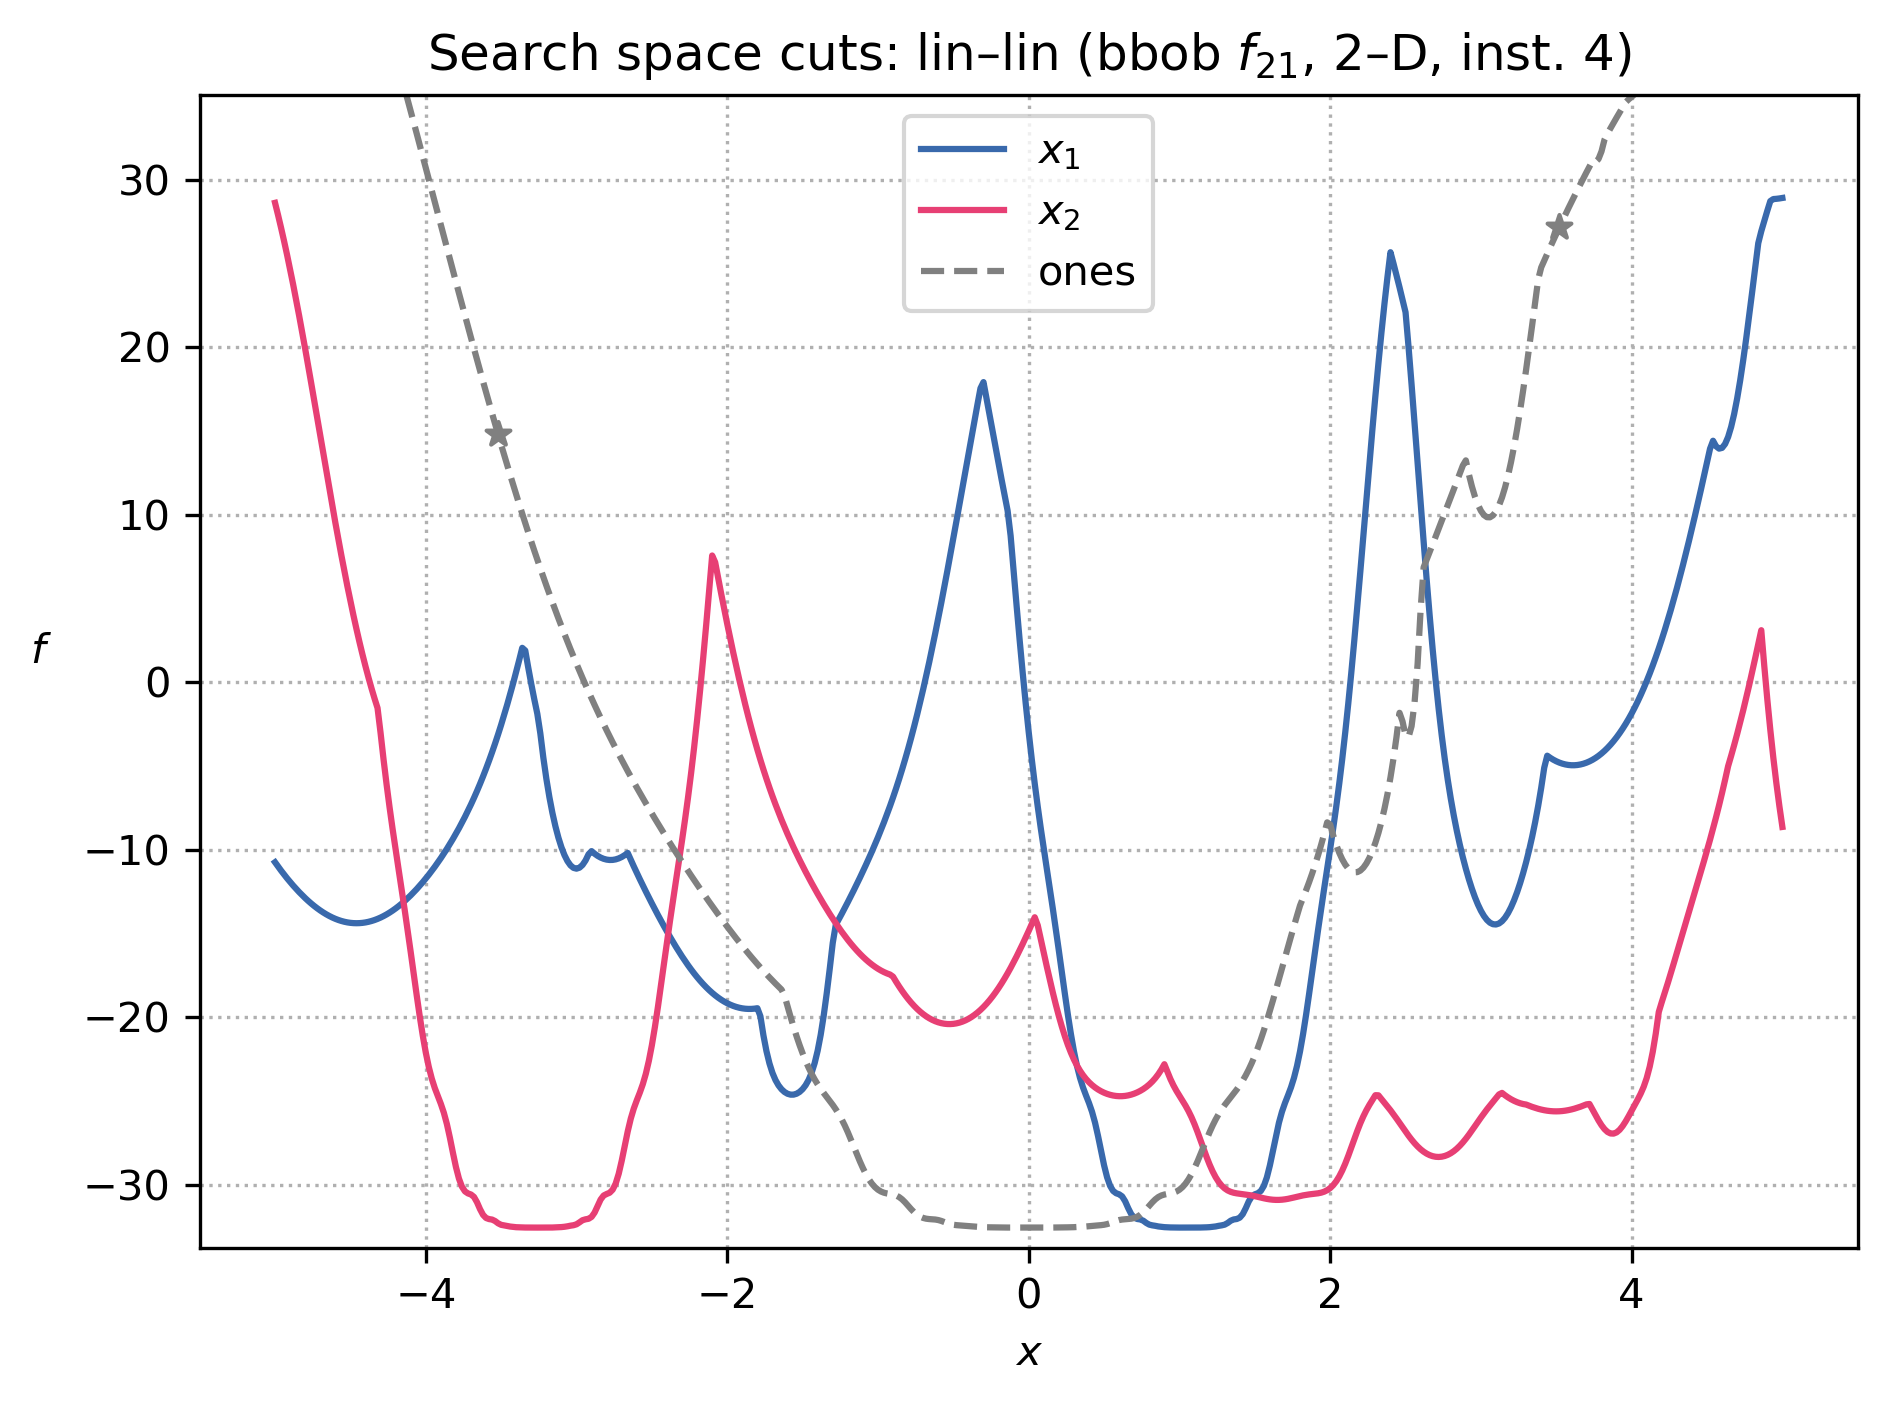 Search space cuts: lin–lin (bbob f₂₁, 2–D, inst. 4)
x₁
x₂
ones
30
20
10
0
−10
−20
−30
f
−4
−2
0
2
4
x